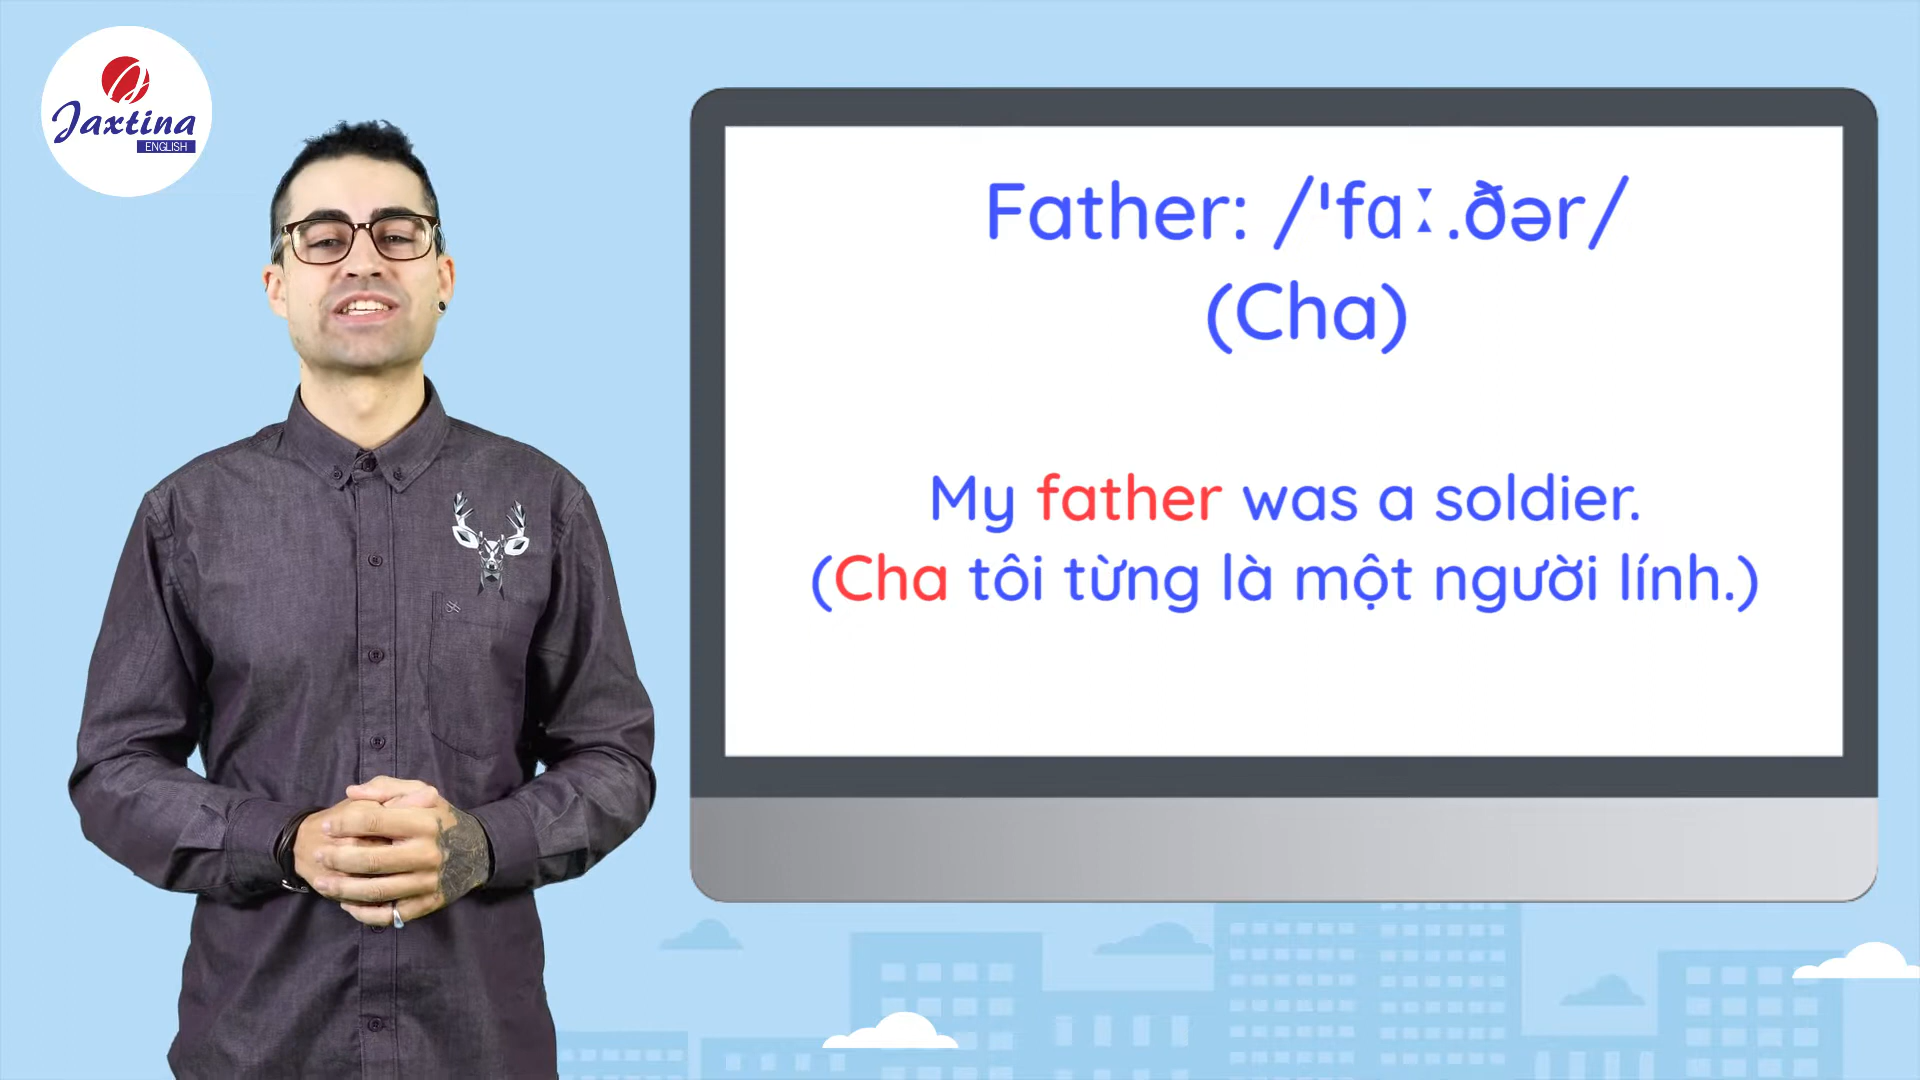 Jaxtina
ENGLISH
Father: /ˈfɑː.ðər/
(Cha)
My father was a soldier.
(Cha tôi từng là một người lính.)